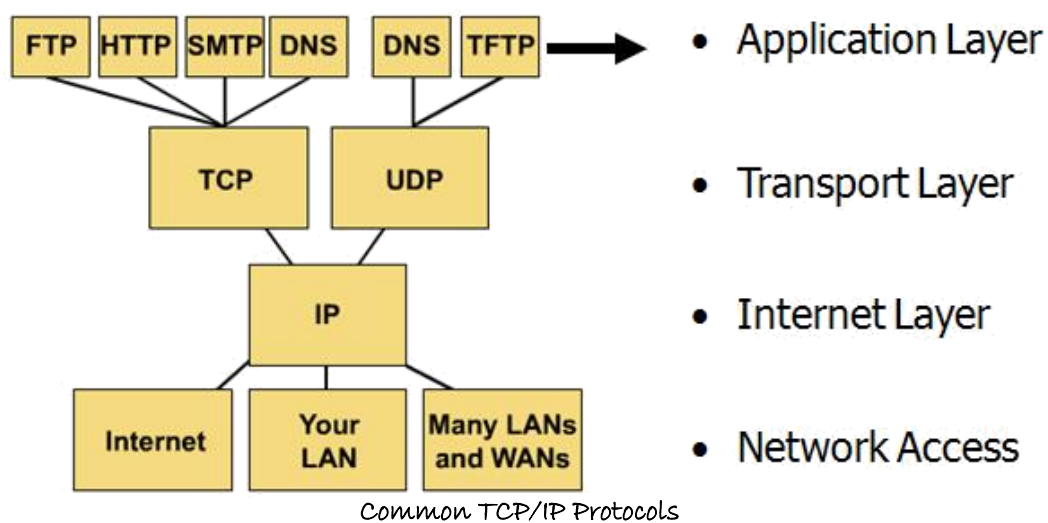 FTP HTTP SMTP DNS DNS TFTP • Application Layer
TCP UDP • Transport Layer
IP • Internet Layer
Internet
Your
LAN
Many LANs
and WANs
• Network Access
Common TCP/IP Protocols